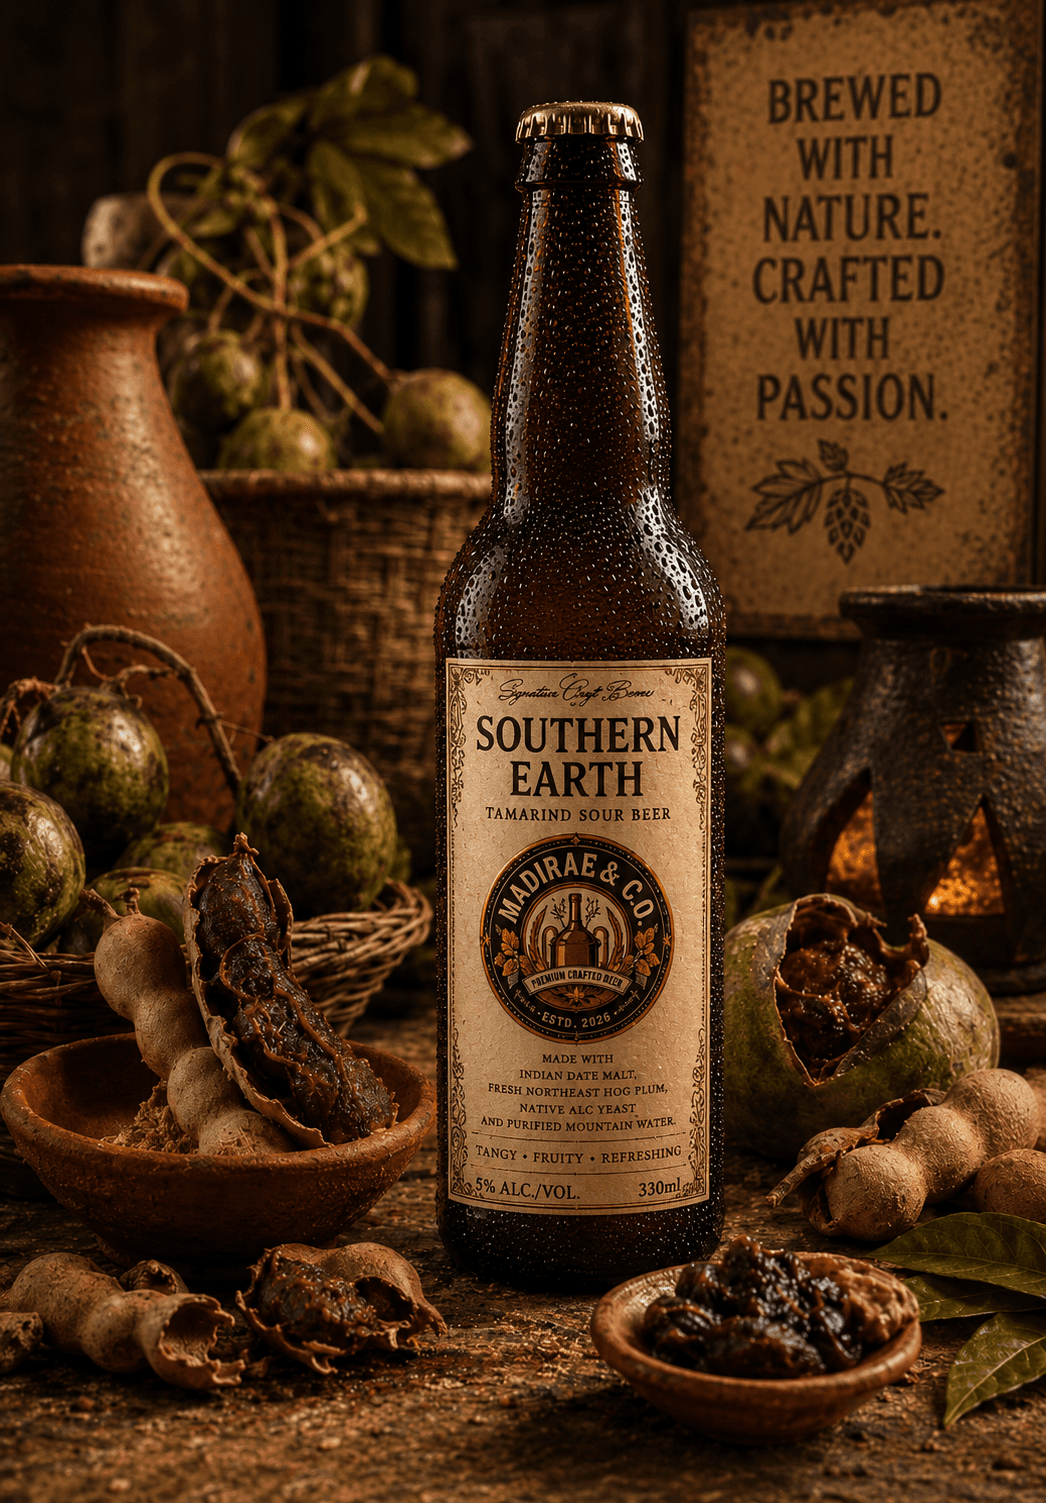 BREWED
WITH
NATURE.
CRAFTED
WITH
PASSION.
Signature
SOUTHERN
EARTH
TAMARIND SOUR BEER
MADIRAE & CO.
PREMIUM CRAFTED
ESTD. 2026
MADE WITH
INDIAN DATE MALT,
FRESH NORTHEAST HOG PLUM,
NATIVE ALC YEAST
AND PURIFIED MOUNTAIN WATER.
TANGY • FRUITY • REFRESHING
5% ALC./VOL. 330ml